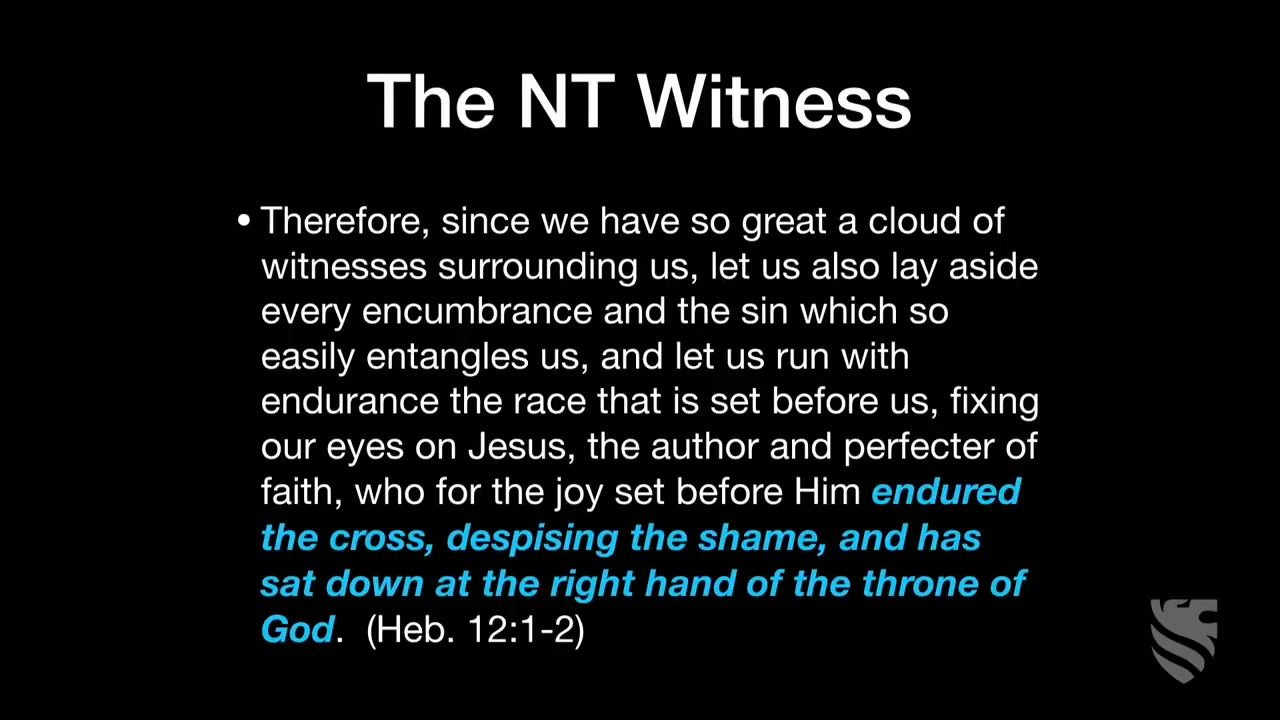 The NT Witness
• Therefore, since we have so great a cloud of
witnesses surrounding us, let us also lay aside
every encumbrance and the sin which so
easily entangles us, and let us run with
endurance the race that is set before us, fixing
our eyes on Jesus, the author and perfecter of
faith, who for the joy set before Him endured
the cross, despising the shame, and has
sat down at the right hand of the throne of
God.  (Heb. 12:1-2)